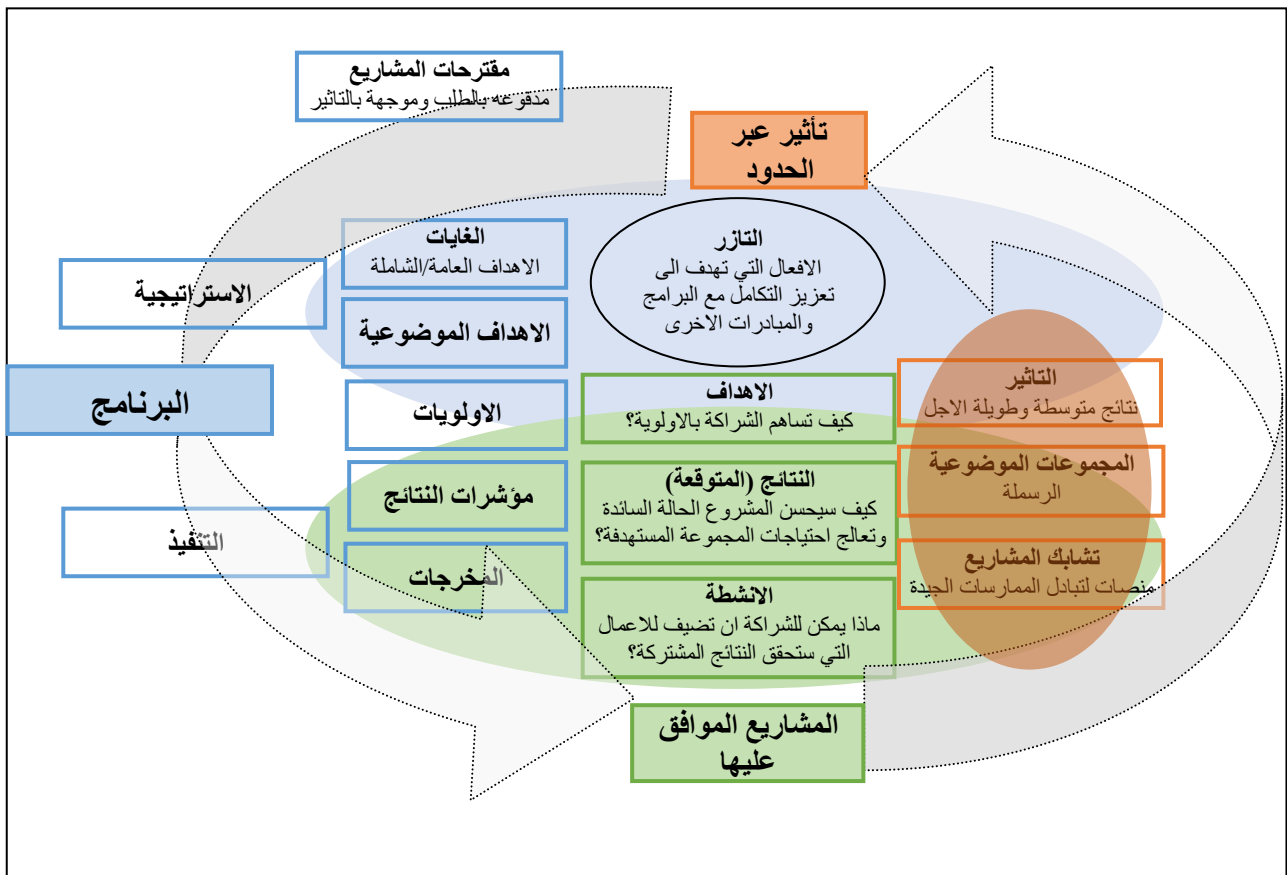 مقترحات المشاريع
مدفوعه بالطلب وموجهة بالتاثير
تأثير عبر
الحدود
الغايات
الاهداف العامة/الشاملة
التازر
الافعال التي تهدف الى
تعزيز التكامل مع البرامج
والمبادرات الاخرى
الاستراتيجية
الاهداف الموضوعية
البرنامج
الاولويات
الاهداف
كيف تساهم الشراكة بالاولوية؟
التاثير
نتائج متوسطة وطويلة الاجل
مؤشرات النتائج
النتائج (المتوقعة)
كيف سيحسن المشروع الحالة السائدة
وتعالج احتياجات المجموعة المستهدفة؟
المجموعات الموضوعية
الرسملة
التنفيذ
المخرجات
الانشطة
ماذا يمكن للشراكة ان تضيف للاعمال
التي ستحقق النتائج المشتركة؟
تشابك المشاريع
منصات لتبادل الممارسات الجيدة
المشاريع الموافق
عليها